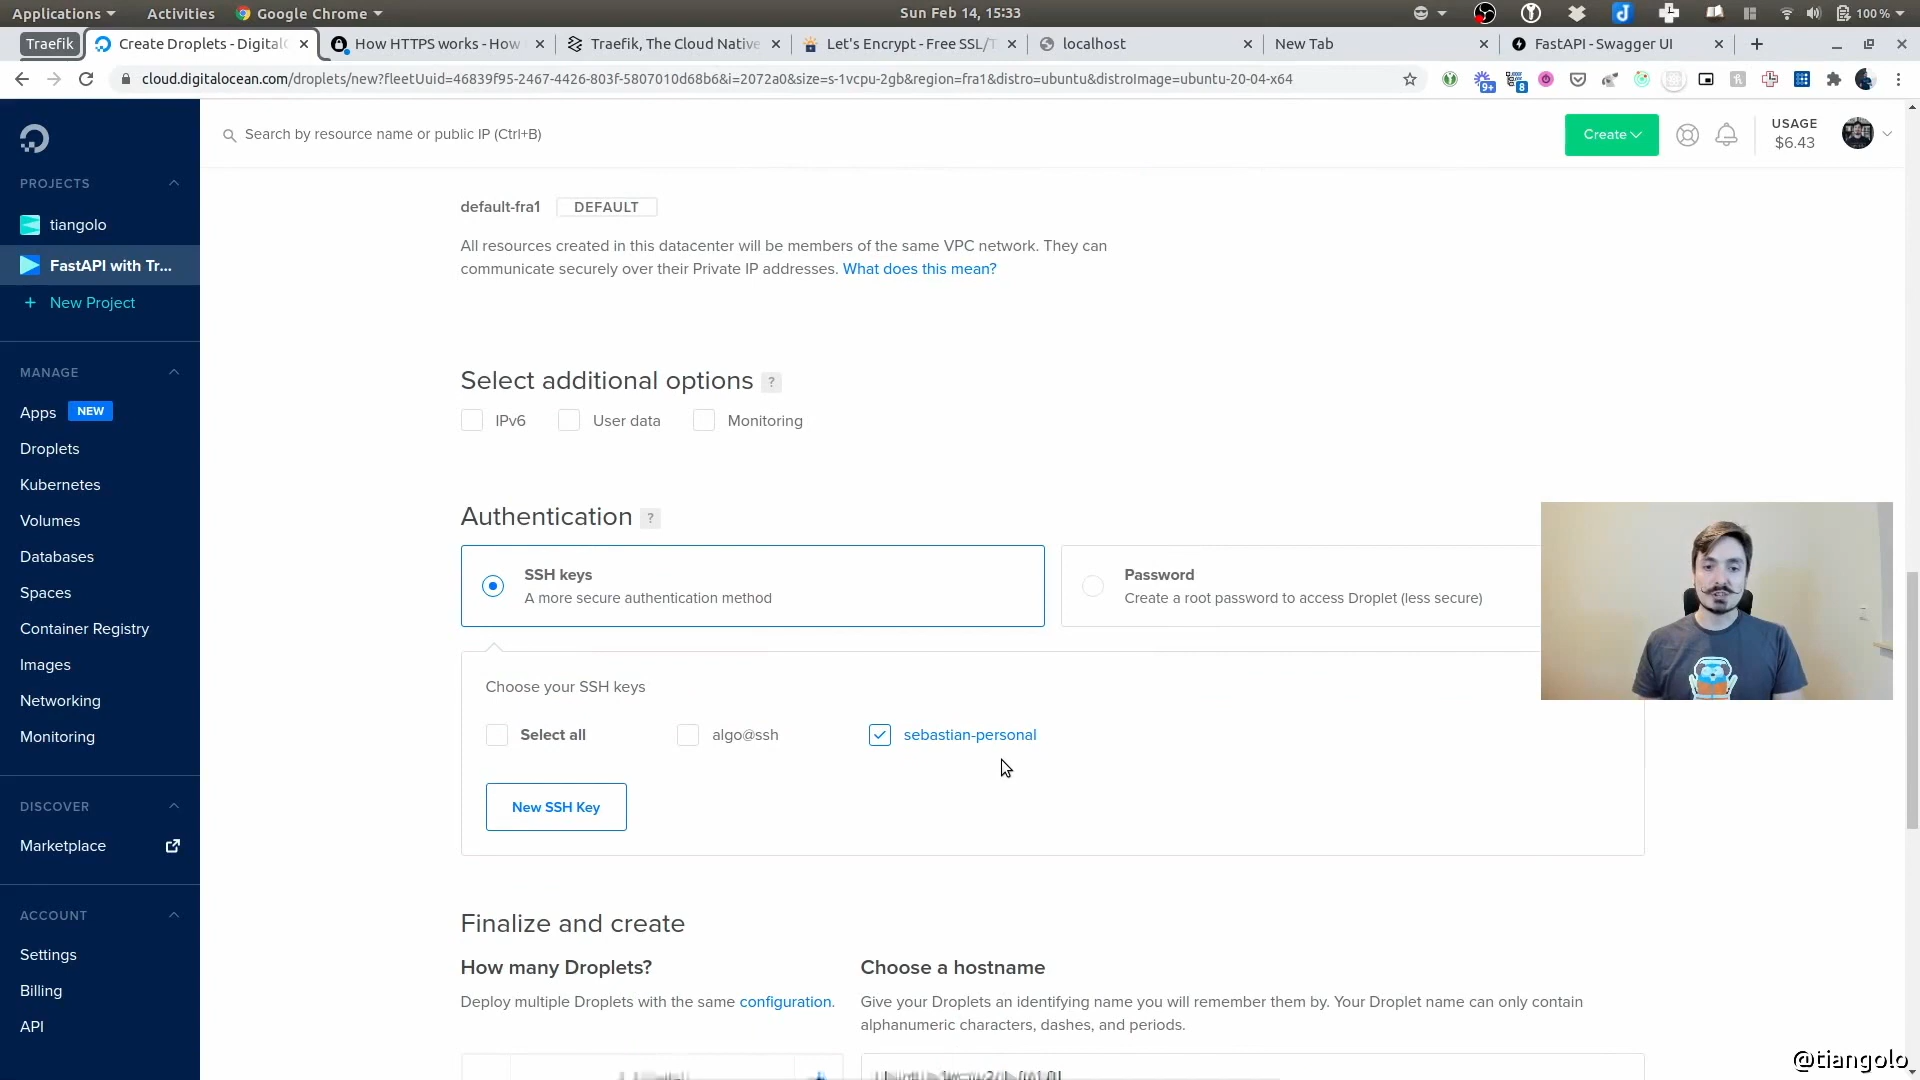 Applications
Activities
Google Chrome
Sun Feb 14, 15:33
100 %
Traefik
Create Droplets - Digital
How HTTPS works - How
Traefik, The Cloud Native
Let's Encrypt - Free SSL/T
localhost
New Tab
FastAPI - Swagger UI
cloud.digitalocean.com/droplets/new?fleetUuid=46839f95-2467-4426-803f-5807010d68b6&i=2072a0&size=s-1vcpu-2gb&region=fra1&distro=ubuntu&distroImage=ubuntu-20-04-x64
9+
8
Search by resource name or public IP (Ctrl+B)
Create
USAGE
$6.43
PROJECTS
tiangolo
FastAPI with Tr...
+ New Project
MANAGE
Apps NEW
Droplets
Kubernetes
Volumes
Databases
Spaces
Container Registry
Images
Networking
Monitoring
DISCOVER
Marketplace
ACCOUNT
Settings
Billing
API
default-fra1 DEFAULT
All resources created in this datacenter will be members of the same VPC network. They can
communicate securely over their Private IP addresses. What does this mean?
Select additional options ?
IPv6 User data Monitoring
Authentication ?
SSH keys
A more secure authentication method
Password
Create a root password to access Droplet (less secure)
Choose your SSH keys
Select all algo@ssh sebastian-personal
New SSH Key
Finalize and create
How many Droplets?
Deploy multiple Droplets with the same configuration.
Choose a hostname
Give your Droplets an identifying name you will remember them by. Your Droplet name can only contain
alphanumeric characters, dashes, and periods.
@tiangolo